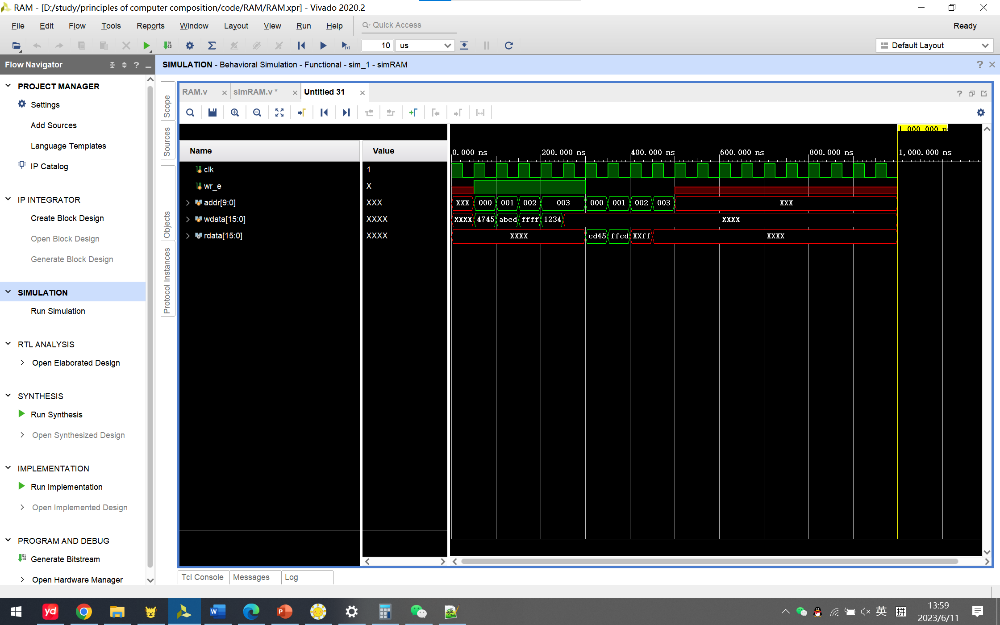 RAM - [D:/study/principles of computer composition/code/RAM/RAM.xpr] - Vivado 2020.2
File Edit Flow Tools Reports Window Layout View Run Help Quick Access Ready
10 us Default Layout
Flow Navigator
SIMULATION - Behavioral Simulation - Functional - sim_1 - simRAM
PROJECT MANAGER
Settings
Add Sources
Language Templates
IP Catalog
IP INTEGRATOR
Create Block Design
Open Block Design
Generate Block Design
SIMULATION
Run Simulation
RTL ANALYSIS
Open Elaborated Design
SYNTHESIS
Run Synthesis
Open Synthesized Design
IMPLEMENTATION
Run Implementation
Open Implemented Design
PROGRAM AND DEBUG
Generate Bitstream
Open Hardware Manager
Scope
Sources
Objects
Protocol Instances
RAM.v simRAM.v * Untitled 31
1,000.000 n
Name Value
0.000 ns 200.000 ns 400.000 ns 600.000 ns 800.000 ns 1,000.000 ns
clk 1
wr_e X
addr[9:0] XXX XXX 000 001 002 003 000 001 002 003 XXX
wdata[15:0] XXXX XXXX 4745 abcd ffff 1234 XXXX
rdata[15:0] XXXX XXXX cd45 ffcd XXff XXXX
Tcl Console Messages Log
yd W P 英 拼
13:59
2023/6/11